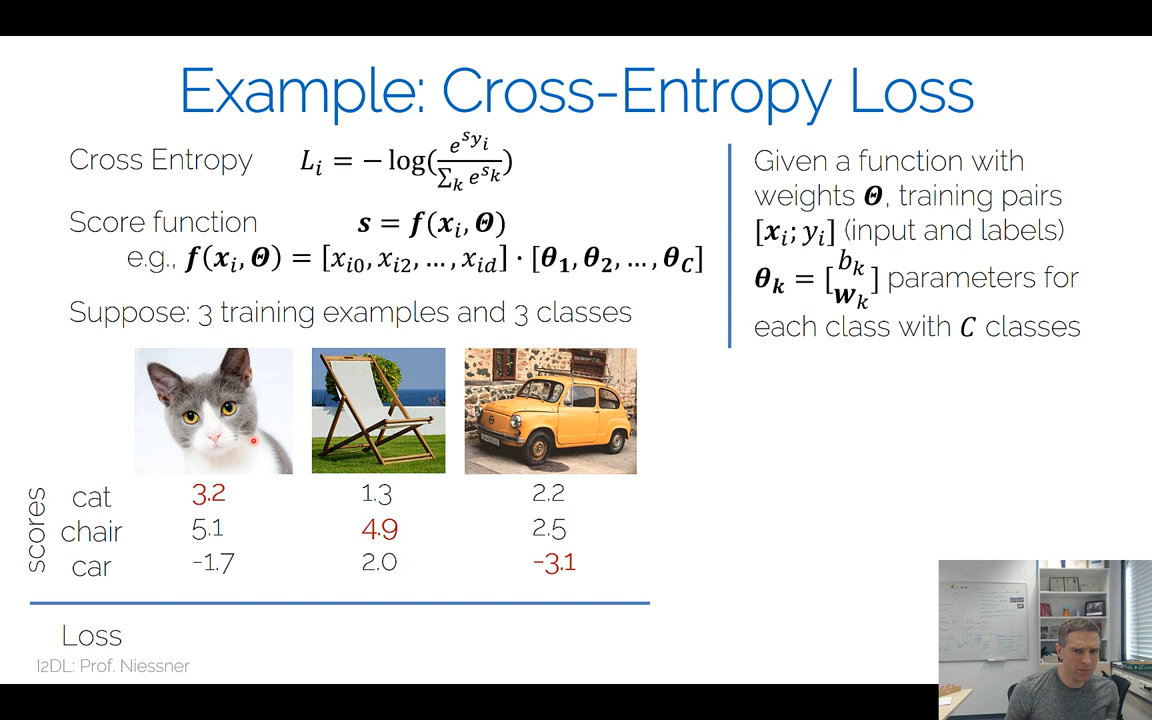 Example: Cross-Entropy Loss
Cross Entropy L_i = −log(e^{s_{y_i}} / ∑_k e^{s_k})
Score function s = f(x_i, Θ)
e.g., f(x_i, Θ) = [x_{i0}, x_{i2}, …, x_{id}] · [θ_1, θ_2, …, θ_C]
Suppose: 3 training examples and 3 classes
Given a function with
weights Θ, training pairs
[x_i; y_i] (input and labels)
θ_k = [b_k w_k] parameters for
each class with C classes
scores
cat 3.2 1.3 2.2
chair 5.1 4.9 2.5
car −1.7 2.0 −3.1
Loss
I2DL: Prof. Niessner